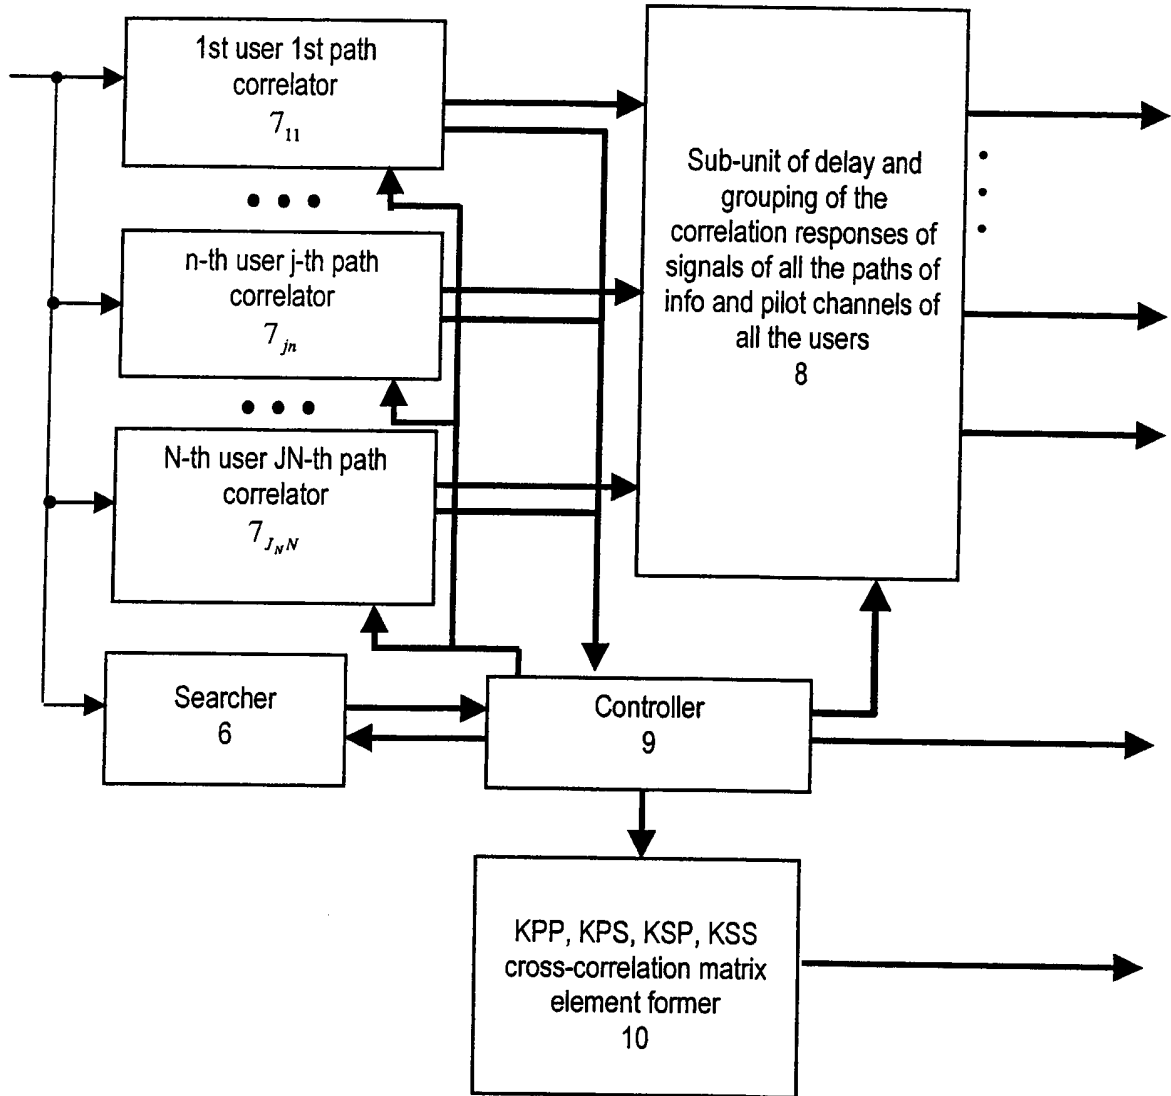 1st user 1st path
correlator
7₁₁
n-th user j-th path
correlator
7_{jn}
N-th user JN-th path
correlator
7_{J_N N}
Searcher
6
Sub-unit of delay and
grouping of the
correlation responses of
signals of all the paths of
info and pilot channels of
all the users
8
Controller
9
KPP, KPS, KSP, KSS
cross-correlation matrix
element former
10